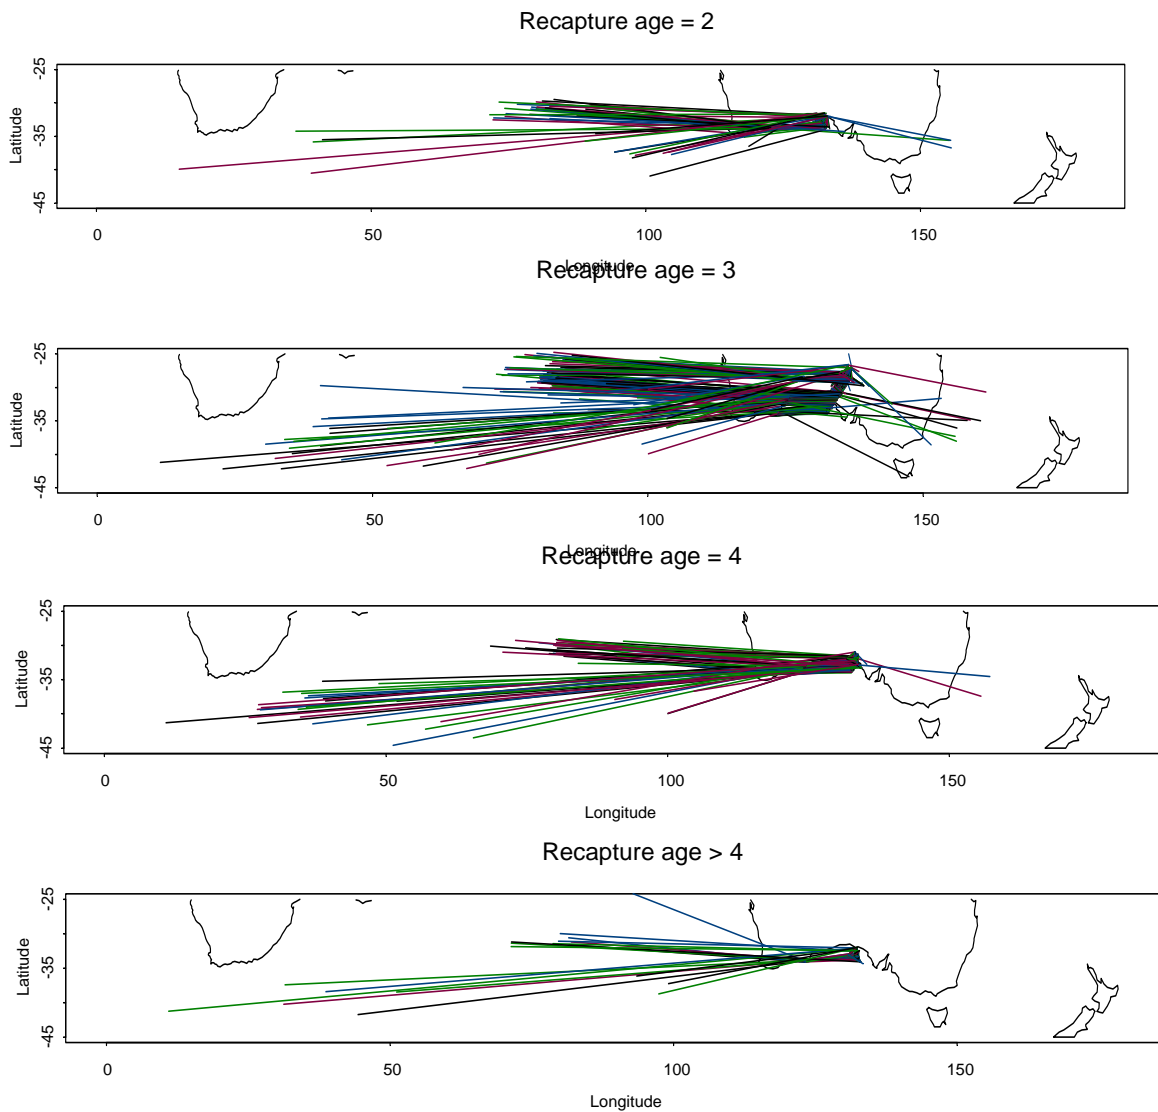 Recapture age = 2
Latitude
-25
-35
-45
0 50 100 150
Longitude
Recapture age = 3
Latitude
-25
-35
-45
0 50 100 150
Longitude
Recapture age = 4
Latitude
-25
-35
-45
0 50 100 150
Longitude
Recapture age > 4
Latitude
-25
-35
-45
0 50 100 150
Longitude